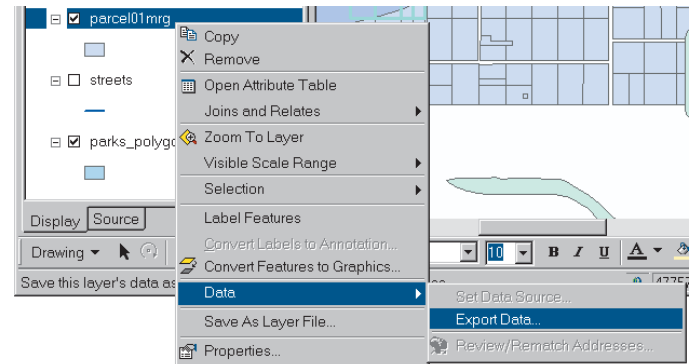 parcel01mrg
streets
parks_polygo
Display Source
Drawing
Save this layer's data as
Copy
Remove
Open Attribute Table
Joins and Relates
Zoom To Layer
Visible Scale Range
Selection
Label Features
Convert Labels to Annotation...
Convert Features to Graphics...
Data
Save As Layer File...
Properties...
10 B I U A
Set Data Source...
Export Data...
Review/Rematch Addresses...